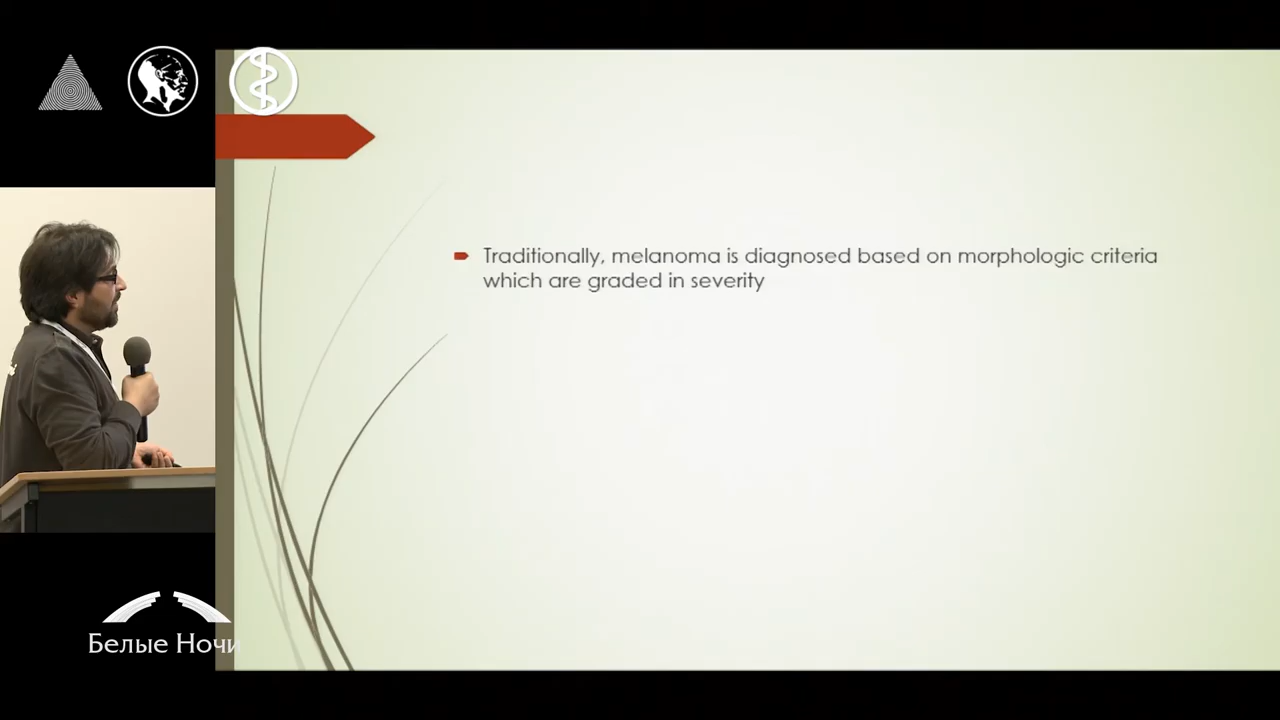 Traditionally, melanoma is diagnosed based on morphologic criteria
which are graded in severity
Белые Ночи